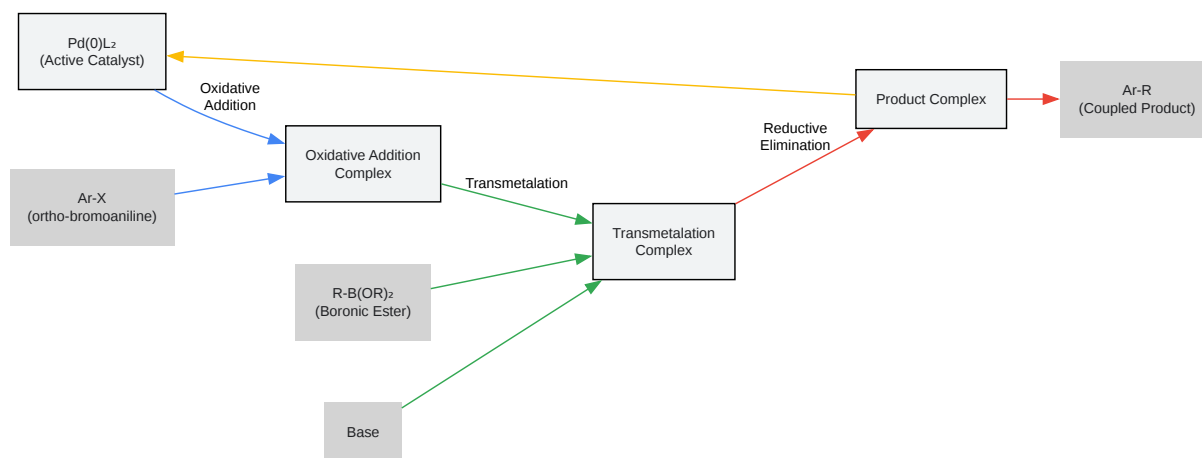 Pd(0)L₂
(Active Catalyst)
Oxidative
Addition
Ar-X
(ortho-bromoaniline)
Oxidative Addition
Complex
Transmetalation
R-B(OR)₂
(Boronic Ester)
Base
Transmetalation
Complex
Reductive
Elimination
Product Complex
Ar-R
(Coupled Product)